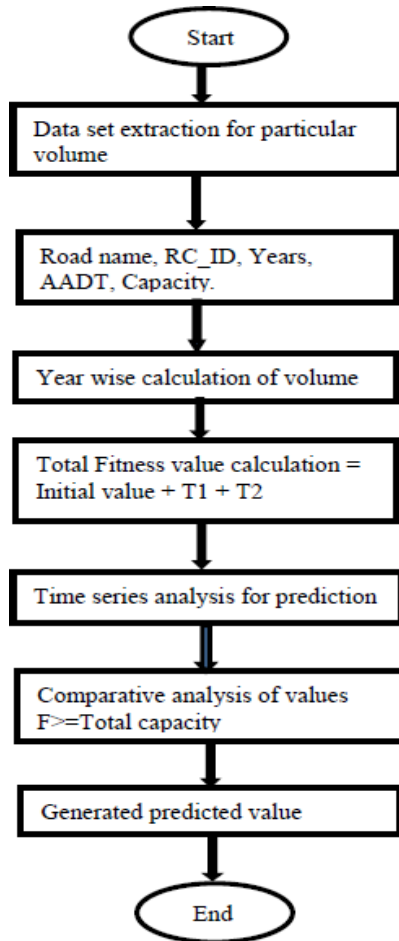 Start
Data set extraction for particular
volume
Road name, RC_ID, Years,
AADT, Capacity.
Year wise calculation of volume
Total Fitness value calculation =
Initial value + T1 + T2
Time series analysis for prediction
Comparative analysis of values
F>=Total capacity
Generated predicted value
End